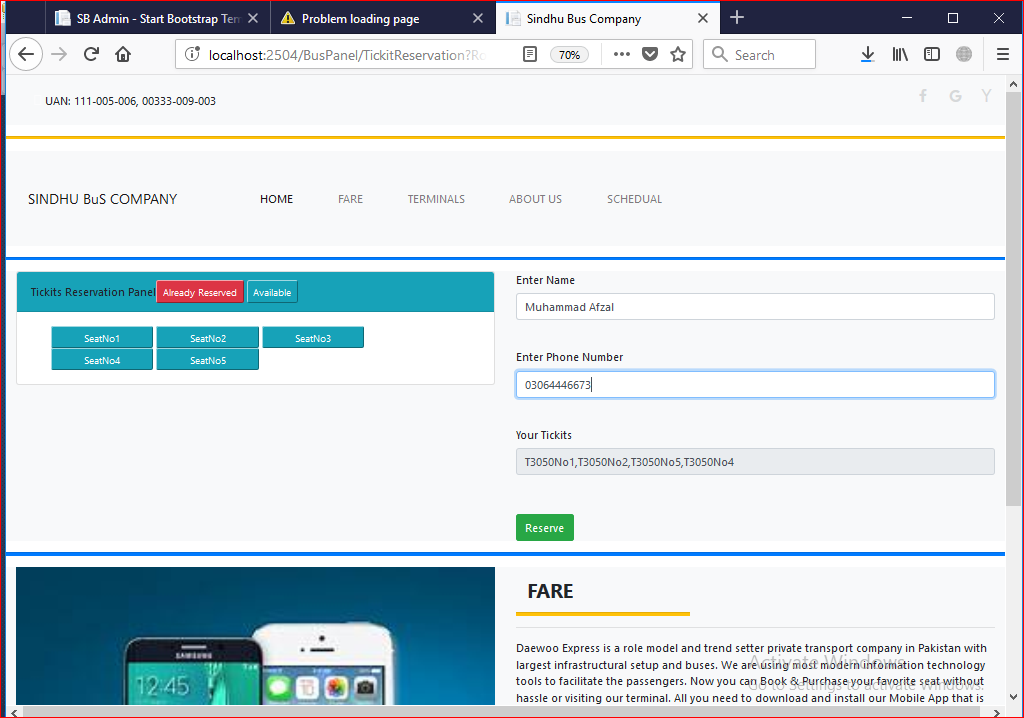 SB Admin - Start Bootstrap Tem
Problem loading page
Sindhu Bus Company
localhost:2504/BusPanel/TickitReservation?Ro
70%
Search
UAN: 111-005-006, 00333-009-003
SINDHU BuS COMPANY
HOME
FARE
TERMINALS
ABOUT US
SCHEDUAL
Tickits Reservation Panel
Already Reserved
Available
SeatNo1
SeatNo2
SeatNo3
SeatNo4
SeatNo5
Enter Name
Muhammad Afzal
Enter Phone Number
03064446673
Your Tickits
T3050No1,T3050No2,T3050No5,T3050No4
Reserve
SAMSUNG
12:45
FARE
Daewoo Express is a role model and trend setter private transport company in Pakistan with
largest infrastructural setup and buses. We are using most modern information technology
tools to facilitate the passengers. Now you can Book & Purchase your favorite seat without
hassle or visiting our terminal. All you need to download and install our Mobile App that is
Activate Windows
Go to Settings to activate Windows.